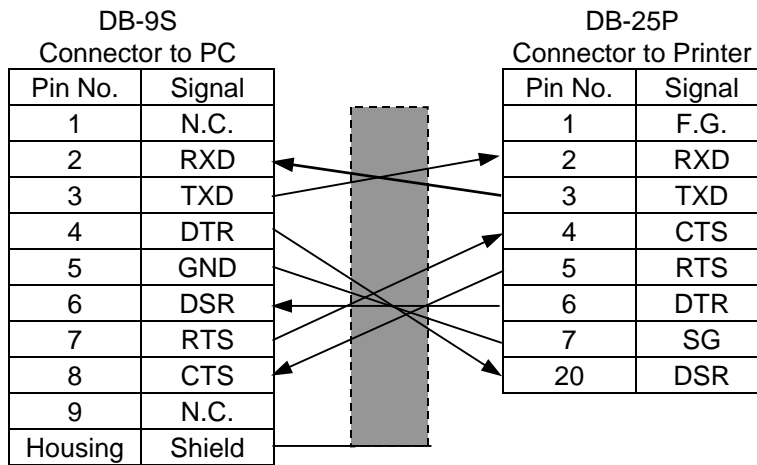 DB-9S DB-25P
Connector to PC Connector to Printer
Pin No. Signal Pin No. Signal
1 N.C. 1 F.G.
2 RXD 2 RXD
3 TXD 3 TXD
4 DTR 4 CTS
5 GND 5 RTS
6 DSR 6 DTR
7 RTS 7 SG
8 CTS 20 DSR
9 N.C.
Housing Shield